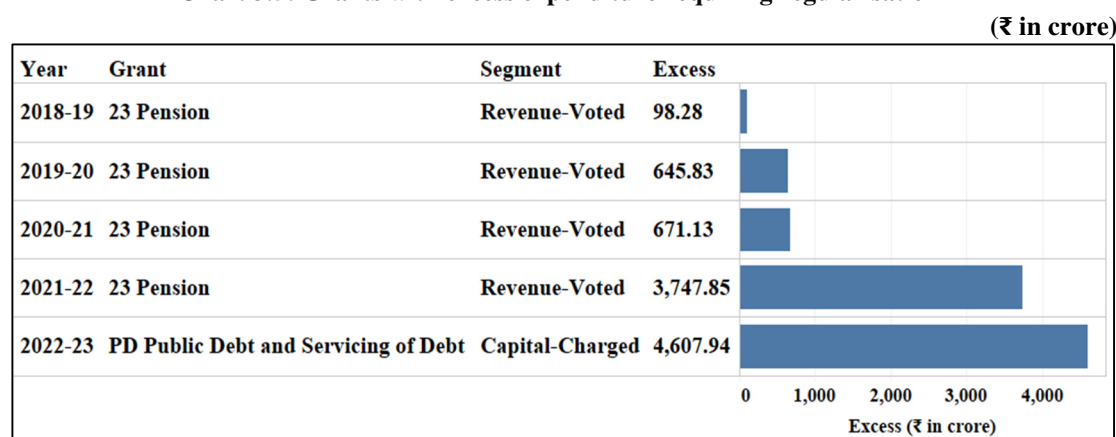 (₹ in crore)
Year Grant Segment Excess
2018-19 23 Pension Revenue-Voted 98.28
2019-20 23 Pension Revenue-Voted 645.83
2020-21 23 Pension Revenue-Voted 671.13
2021-22 23 Pension Revenue-Voted 3,747.85
2022-23 PD Public Debt and Servicing of Debt Capital-Charged 4,607.94
0 1,000 2,000 3,000 4,000
Excess (₹ in crore)